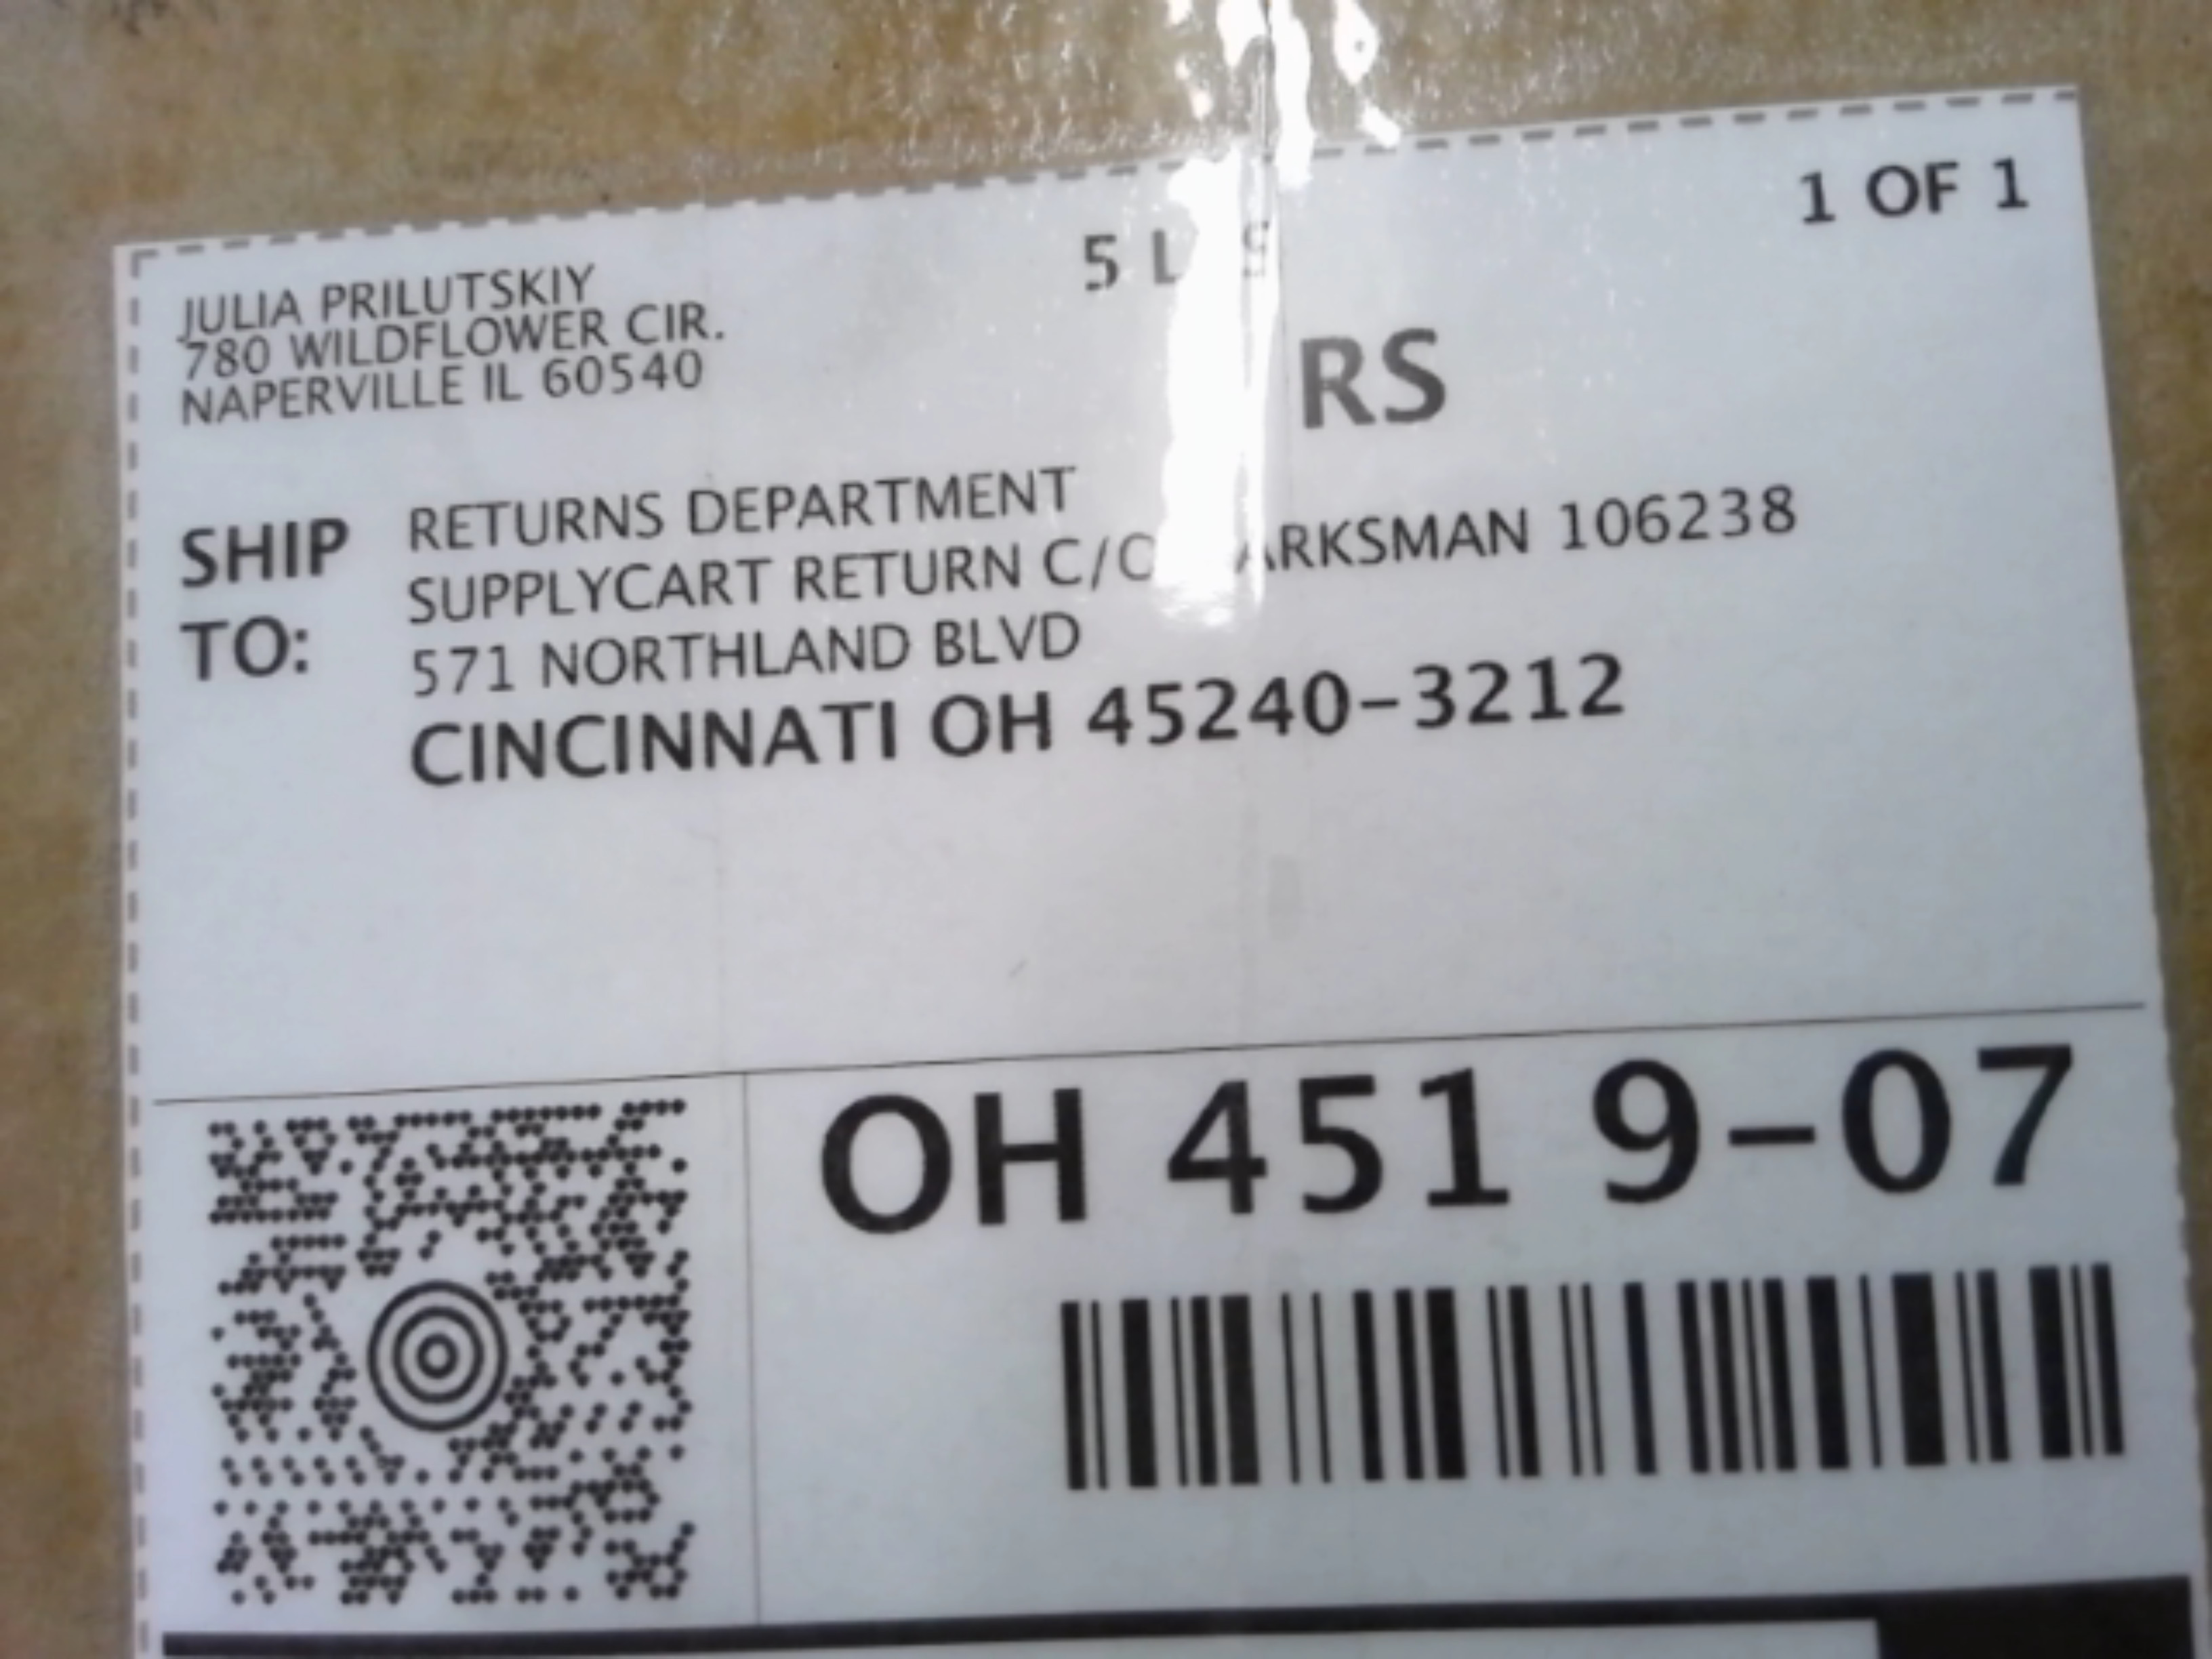 JULIA PRILUTSKIY
780 WILDFLOWER CIR.
NAPERVILLE IL 60540
5
1 OF 1
RS
SHIP TO:
RETURNS DEPARTMENT
SUPPLYCART RETURN 106238
571 NORTHLAND BLVD
CINCINNATI OH 45240-3212
OH 451 9-07